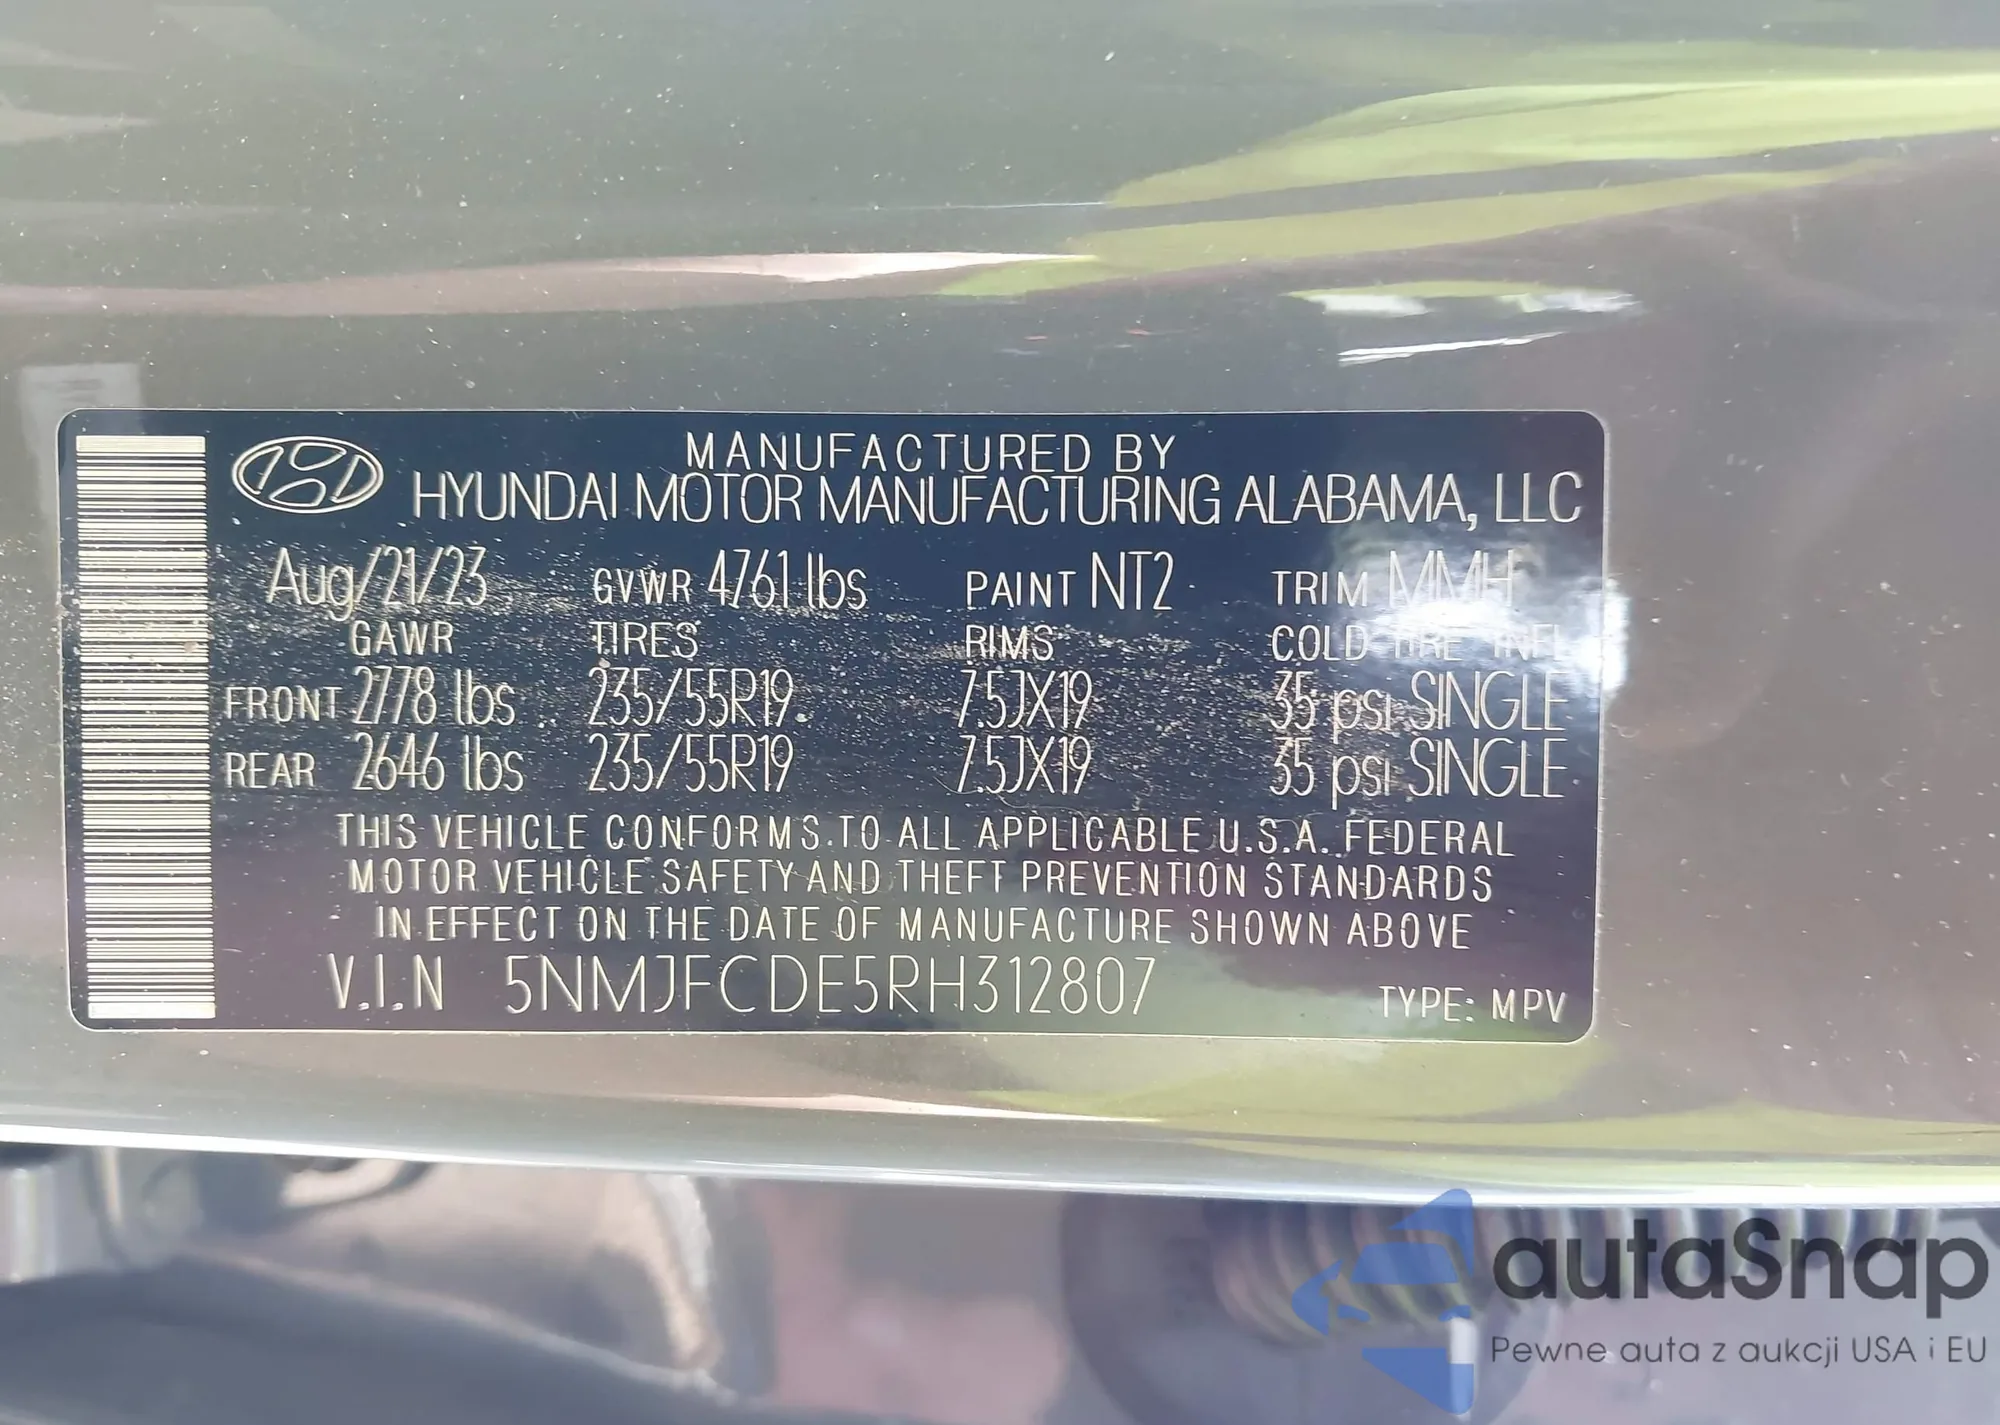 MANUFACTURED BY
HYUNDAI MOTOR MANUFACTURING ALABAMA, LLC
Aug/21/23 GVWR 4761 lbs PAINT NT2 TRIM MMH
GAWR TIRES RIMS COLD TIRE INFL
FRONT 2778 lbs 235/55R19 7.5JX19 35 psi SINGLE
REAR 2646 lbs 235/55R19 7.5JX19 35 psi SINGLE
THIS VEHICLE CONFORMS TO ALL APPLICABLE U.S.A. FEDERAL
MOTOR VEHICLE SAFETY AND THEFT PREVENTION STANDARDS
IN EFFECT ON THE DATE OF MANUFACTURE SHOWN ABOVE
V.I.N 5NMJFCDE5RH312807 TYPE: MPV
autaSnap
Pewne auta z aukcji USA i EU